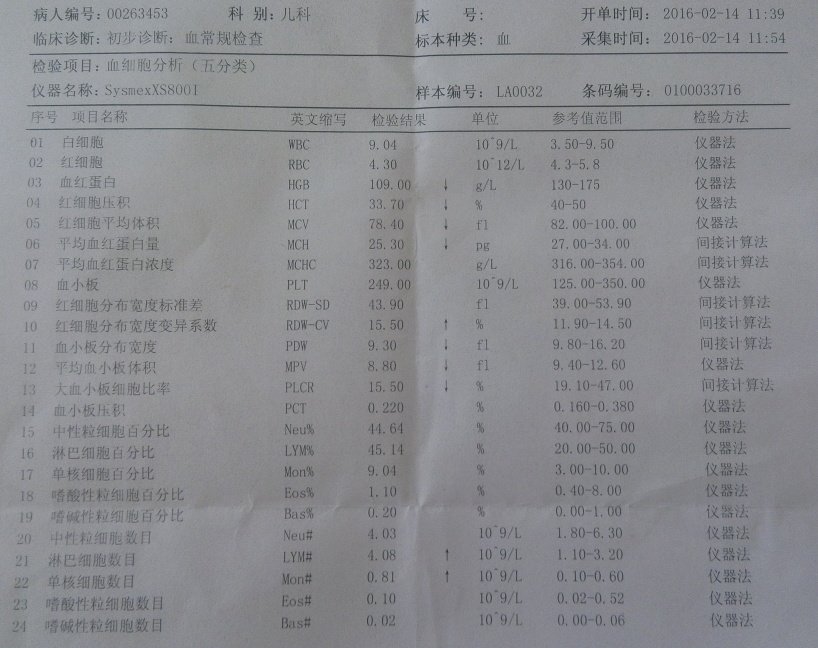 病人编号: 00263453 科 别: 儿科 床 号: 开单时间: 2016-02-14 11:39
临床诊断: 初步诊断: 血常规检查 标本种类: 血 采集时间: 2016-02-14 11:54
检验项目: 血细胞分析 (五分类)
仪器名称: SysmexXS800I 样本编号: LA0032 条码编号: 0100033716
序号 项目名称 英文缩写 检验结果 单位 参考值范围 检验方法
01 白细胞 WBC 9.04 10^9/L 3.50-9.50 仪器法
02 红细胞 RBC 4.30 10^12/L 4.3-5.8 仪器法
03 血红蛋白 HGB 109.00 ↓ g/L 130-175 仪器法
04 红细胞压积 HCT 33.70 ↓ % 40-50 仪器法
05 红细胞平均体积 MCV 78.40 ↓ fl 82.00-100.00 仪器法
06 平均血红蛋白量 MCH 25.30 ↓ pg 27.00-34.00 间接计算法
07 平均血红蛋白浓度 MCHC 323.00 g/L 316.00-354.00 间接计算法
08 血小板 PLT 249.00 10^9/L 125.00-350.00 仪器法
09 红细胞分布宽度标准差 RDW-SD 43.90 fl 39.00-53.90 间接计算法
10 红细胞分布宽度变异系数 RDW-CV 15.50 ↑ % 11.90-14.50 间接计算法
11 血小板分布宽度 PDW 9.30 ↓ fl 9.80-16.20 间接计算法
12 平均血小板体积 MPV 8.80 ↓ fl 9.40-12.60 仪器法
13 大血小板细胞比率 PLCR 15.50 ↓ % 19.10-47.00 间接计算法
14 血小板压积 PCT 0.220 % 0.160-0.380 仪器法
15 中性粒细胞百分比 Neu% 44.64 % 40.00-75.00 仪器法
16 淋巴细胞百分比 LYM% 45.14 % 20.00-50.00 仪器法
17 单核细胞百分比 Mon% 9.04 % 3.00-10.00 仪器法
18 嗜酸性粒细胞百分比 Eos% 1.10 % 0.40-8.00 仪器法
19 嗜碱性粒细胞百分比 Bas% 0.20 % 0.00-1.00 仪器法
20 中性粒细胞数目 Neu# 4.03 10^9/L 1.80-6.30 仪器法
21 淋巴细胞数目 LYM# 4.08 ↑ 10^9/L 1.10-3.20 仪器法
22 单核细胞数目 Mon# 0.81 ↑ 10^9/L 0.10-0.60 仪器法
23 嗜酸性粒细胞数目 Eos# 0.10 10^9/L 0.02-0.52 仪器法
24 嗜碱性粒细胞数目 Bas# 0.02 10^9/L 0.00-0.06 仪器法